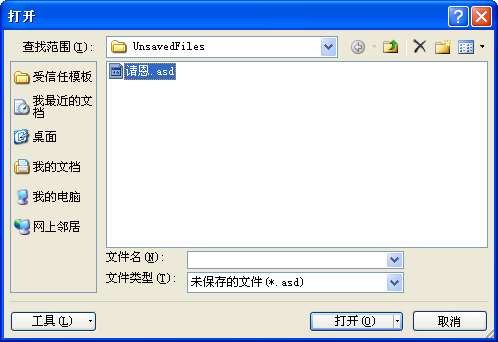 打开
查找范围(I):
UnsavedFiles
受信任模板
我最近的文
档
桌面
我的文档
我的电脑
网上邻居
请恩.asd
文件名(N):
文件类型(T):
未保存的文件(*.asd)
工具(L)
打开(O)
取消